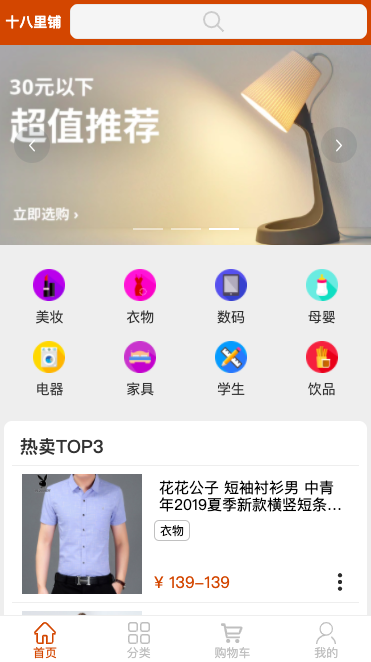 十八里铺
30元以下
超值推荐
立即选购 ›
美妆
衣物
数码
母婴
电器
家具
学生
饮品
热卖TOP3
花花公子 短袖衬衫男 中青
年2019夏季新款横竖短条…
衣物
¥ 139-139
首页
分类
购物车
我的